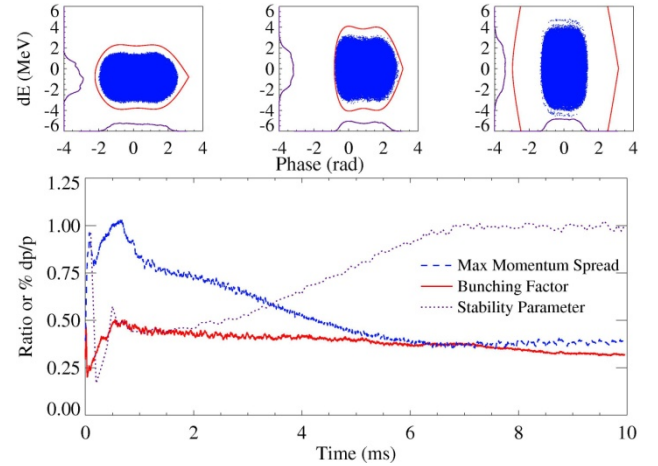 dE (MeV)
6
4
2
0
-2
-4
-6
-4 -2 0 2 4
6
4
2
0
-2
-4
-6
-4 -2 0 2 4
6
4
2
0
-2
-4
-6
-4 -2 0 2 4
Phase (rad)
Ratio or % dp/p
1.25
1.00
0.75
0.50
0.25
0.00
Max Momentum Spread
Bunching Factor
Stability Parameter
0 2 4 6 8 10
Time (ms)